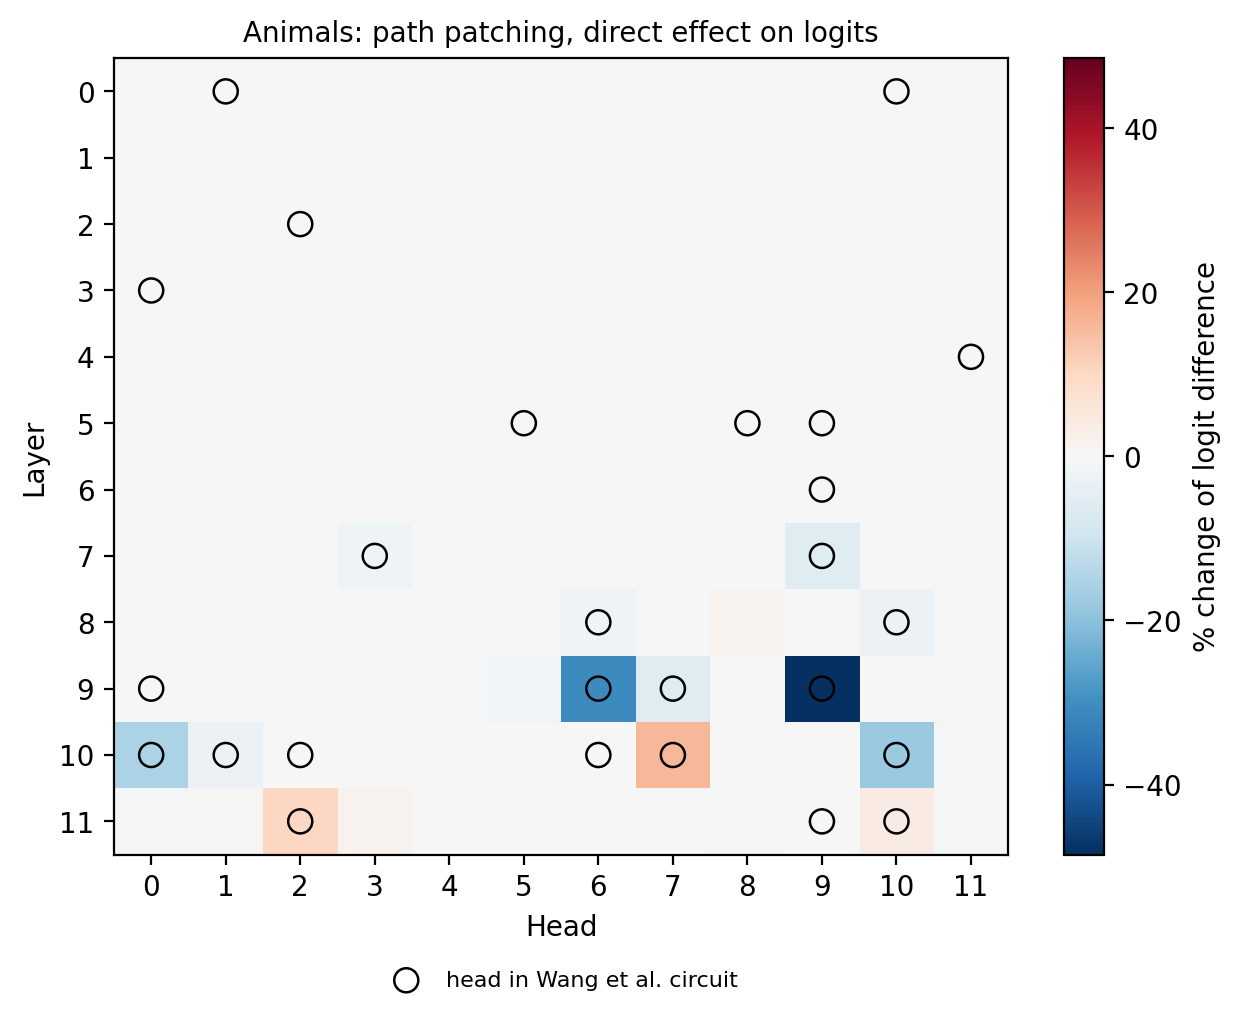 Animals: path patching, direct effect on logits
Layer
0
1
2
3
4
5
6
7
8
9
10
11
0 1 2 3 4 5 6 7 8 9 10 11
Head
40
20
0
−20
−40
% change of logit difference
head in Wang et al. circuit